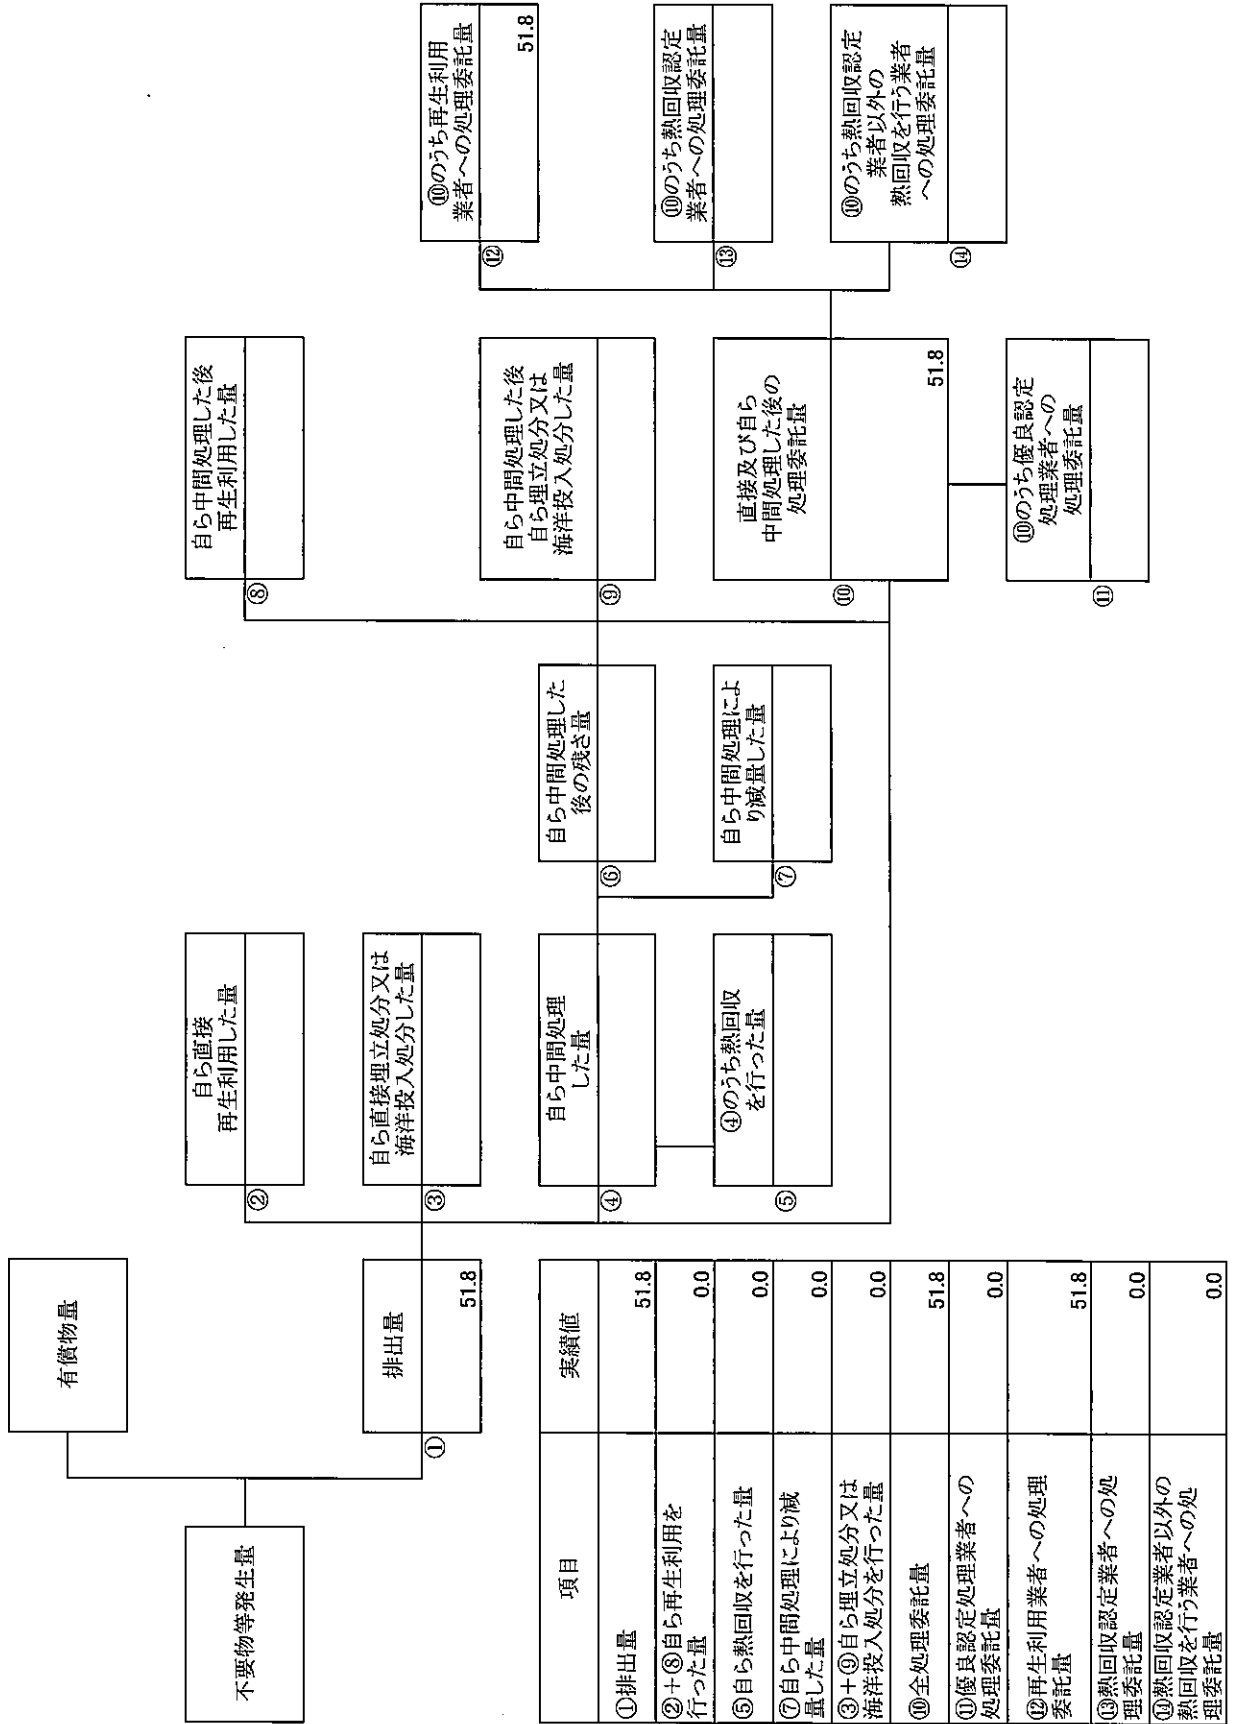 不要物等発生量
有償物量
①
排出量
51.8
②
自ら直接
再生利用した量
③
自ら直接埋立処分又は
海洋投入処分した量
④
自ら中間処理
した量
⑤
④のうち熱回収
を行った量
⑥
自ら中間処理した
後の残さ量
⑦
自ら中間処理によ
り減量した量
⑧
自ら中間処理した後
再生利用した量
⑨
自ら中間処理した後
自ら埋立処分又は
海洋投入処分した量
⑩
直接及び自ら
中間処理した後の
処理委託量
51.8
⑪
⑩のうち優良認定
処理業者への
処理委託量
⑫
⑩のうち再生利用
業者への処理委託量
51.8
⑬
⑩のうち熱回収認定
業者への処理委託量
⑭
⑩のうち熱回収認定
業者以外の
熱回収を行う業者
への処理委託量
項目 実績値
①排出量 51.8
②+⑧自ら再生利用を
行った量 0.0
⑤自ら熱回収を行った量 0.0
⑦自ら中間処理により減
量した量 0.0
③+⑨自ら埋立処分又は
海洋投入処分を行った量 0.0
⑩全処理委託量 51.8
⑪優良認定処理業者への
処理委託量 0.0
⑫再生利用業者への処理
委託量 51.8
⑬熱回収認定業者への処
理委託量 0.0
⑭熱回収認定業者以外の
熱回収を行う業者への処
理委託量 0.0